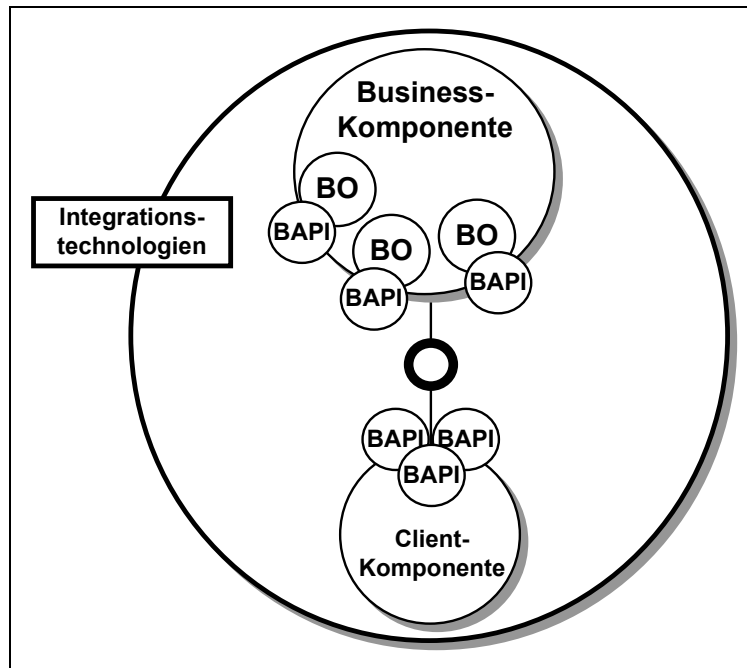 Business-
Komponente
BO
Integrations-
technologien
BAPI
BO
BO
BAPI
BAPI
BAPI
BAPI
BAPI
Client-
Komponente